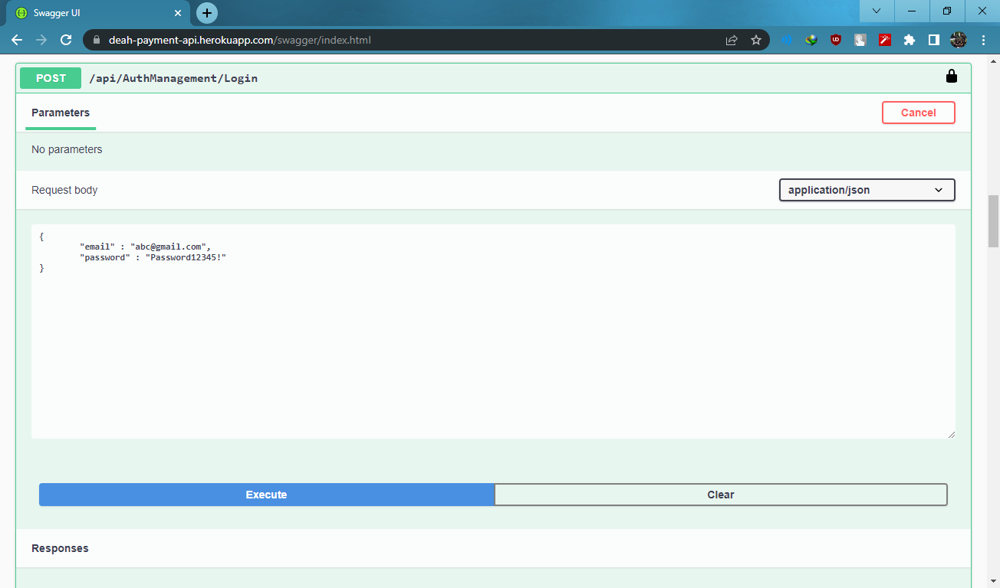 Swagger UI
deah-payment-api.herokuapp.com/swagger/index.html
POST /api/AuthManagement/Login
Parameters
Cancel
No parameters
Request body
application/json
{
"email" : "abc@gmail.com",
"password" : "Password12345!"
}
Execute
Clear
Responses